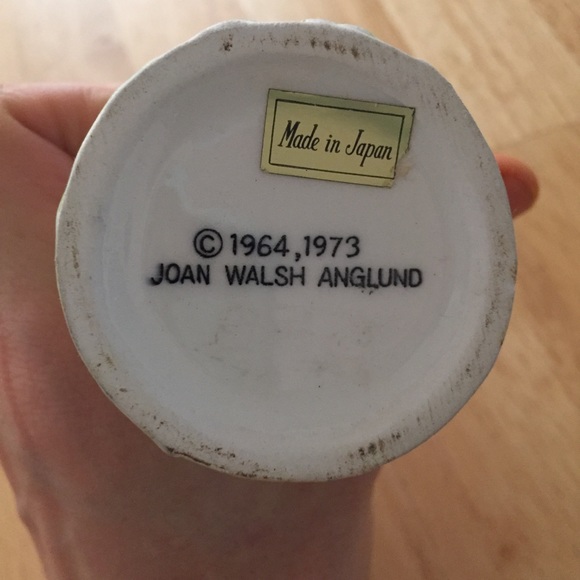 Made in Japan
© 1964,1973
JOAN WALSH ANGLUND